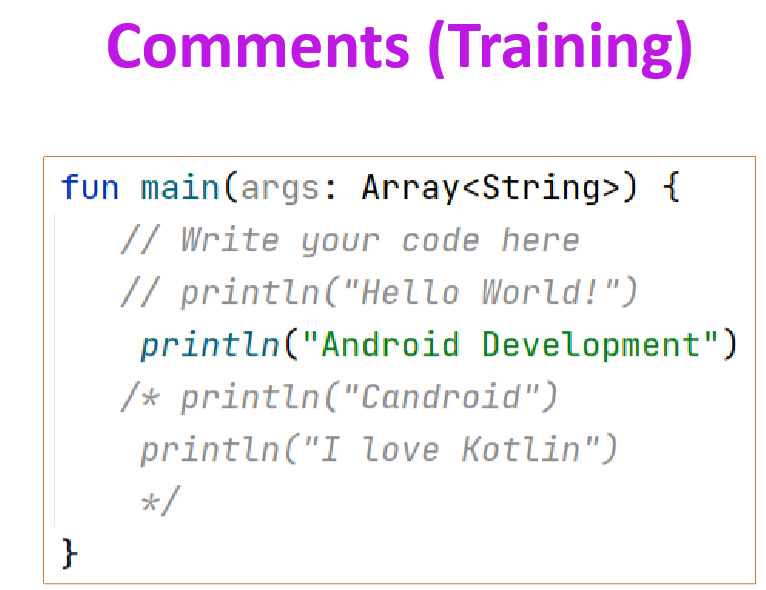 Comments (Training)
fun main(args: Array<String>) {
// Write your code here
// println("Hello World!")
println("Android Development")
/* println("Candroid")
println("I love Kotlin")
*/
}